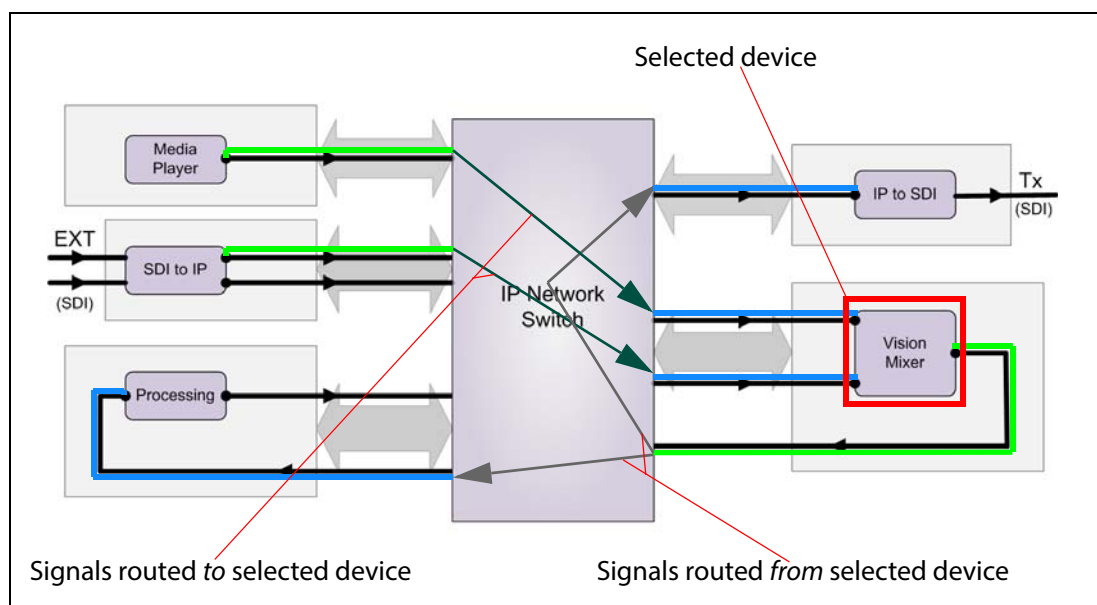 Selected device
Media
Player
EXT
SDI to IP
(SDI)
Processing
IP Network
Switch
IP to SDI
Tx
(SDI)
Vision
Mixer
Signals routed to selected device
Signals routed from selected device